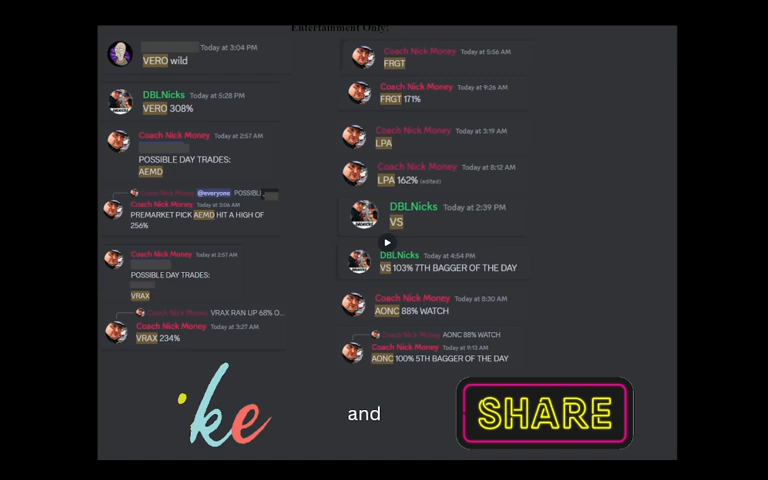 Entertainment Only!
Today at 3:04 PM
VERO wild
DBLNicks Today at 5:28 PM
VERO 308%
Coach Nick Money Today at 2:57 AM
POSSIBLE DAY TRADES:
AEMD
Coach Nick Money @everyone POSSIBL
Coach Nick Money Today at 3:06 AM
PREMARKET PICK AEMD HIT A HIGH OF
256%
Coach Nick Money Today at 2:57 AM
POSSIBLE DAY TRADES:
VRAX
Coach Nick Money VRAX RAN UP 68% O...
Coach Nick Money Today at 3:27 AM
VRAX 234%
Coach Nick Money Today at 5:56 AM
FRGT
Coach Nick Money Today at 9:26 AM
FRGT 171%
Coach Nick Money Today at 3:19 AM
LPA
Coach Nick Money Today at 8:12 AM
LPA 162% (edited)
DBLNicks Today at 2:39 PM
VS
DBLNicks Today at 4:54 PM
VS 103% 7TH BAGGER OF THE DAY
Coach Nick Money Today at 8:30 AM
AONC 88% WATCH
Coach Nick Money AONC 88% WATCH
Coach Nick Money Today at 9:13 AM
AONC 100% 5TH BAGGER OF THE DAY
ke
and
SHARE